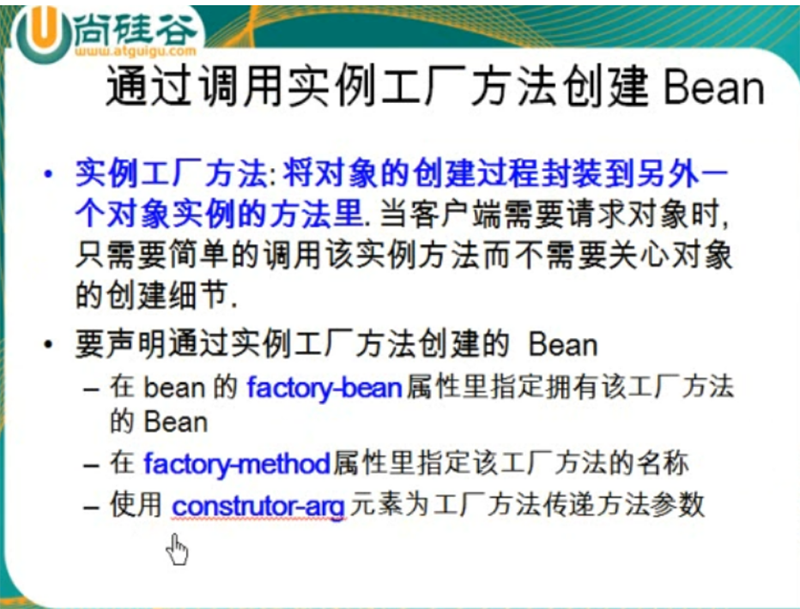 尚硅谷
www.atguigu.com
通过调用实例工厂方法创建 Bean
• 实例工厂方法: 将对象的创建过程封装到另外一
个对象实例的方法里. 当客户端需要请求对象时,
只需要简单的调用该实例方法而不需要关心对象
的创建细节.
• 要声明通过实例工厂方法创建的 Bean
– 在 bean 的 factory-bean 属性里指定拥有该工厂方法
的 Bean
– 在 factory-method 属性里指定该工厂方法的名称
– 使用 construtor-arg 元素为工厂方法传递方法参数